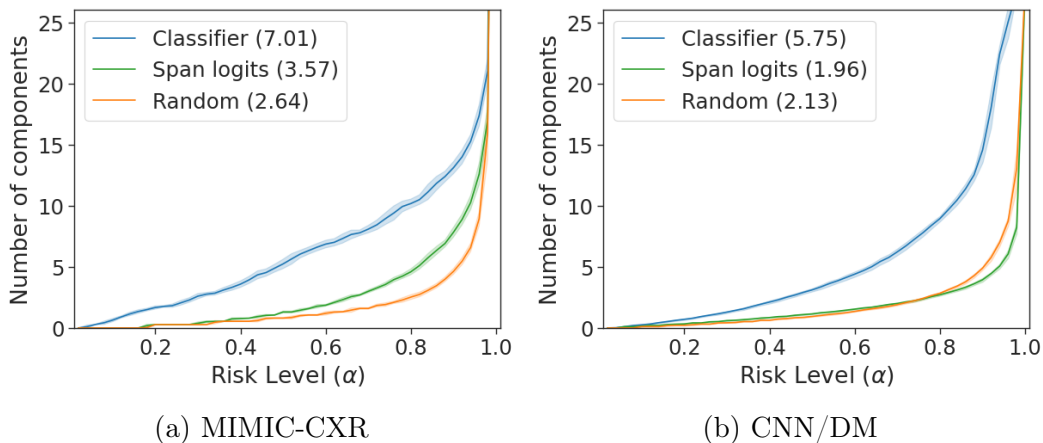 Number of components
25
20
15
10
5
0
Classifier (7.01)
Span logits (3.57)
Random (2.64)
0.2 0.4 0.6 0.8 1.0
Risk Level (α)
(a) MIMIC-CXR
Number of components
25
20
15
10
5
0
Classifier (5.75)
Span logits (1.96)
Random (2.13)
0.2 0.4 0.6 0.8 1.0
Risk Level (α)
(b) CNN/DM